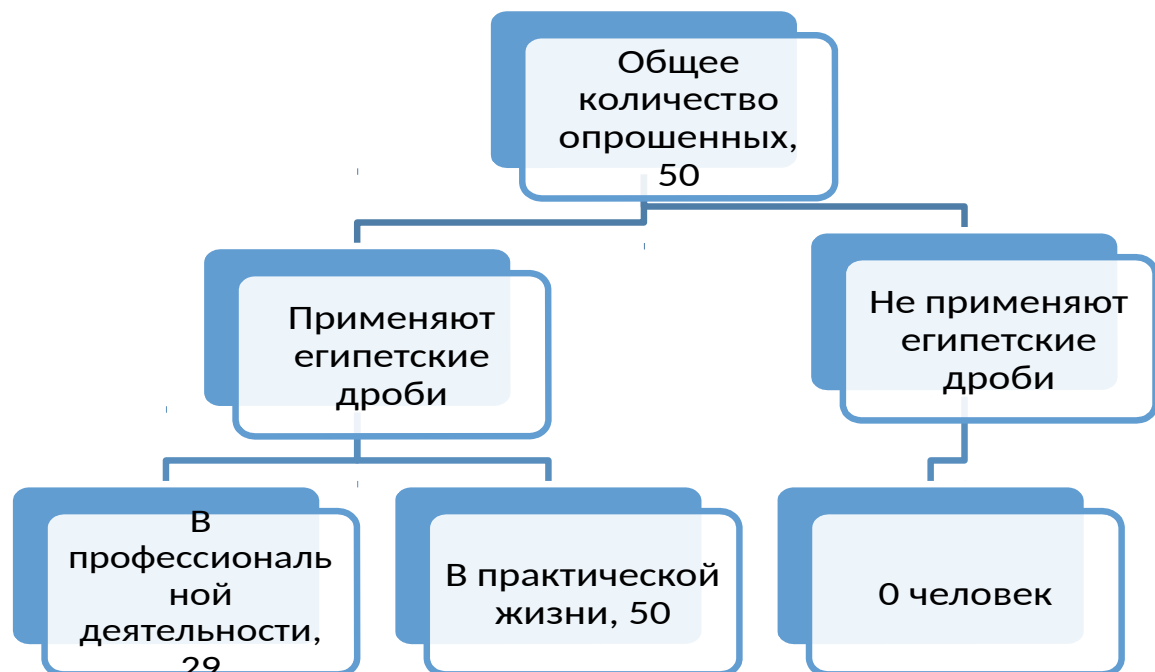 Общее
количество
опрошенных,
50
Применяют
египетские
дроби
Не применяют
египетские
дроби
В
профессиональ
ной
деятельности,
29
В практической
жизни, 50
0 человек